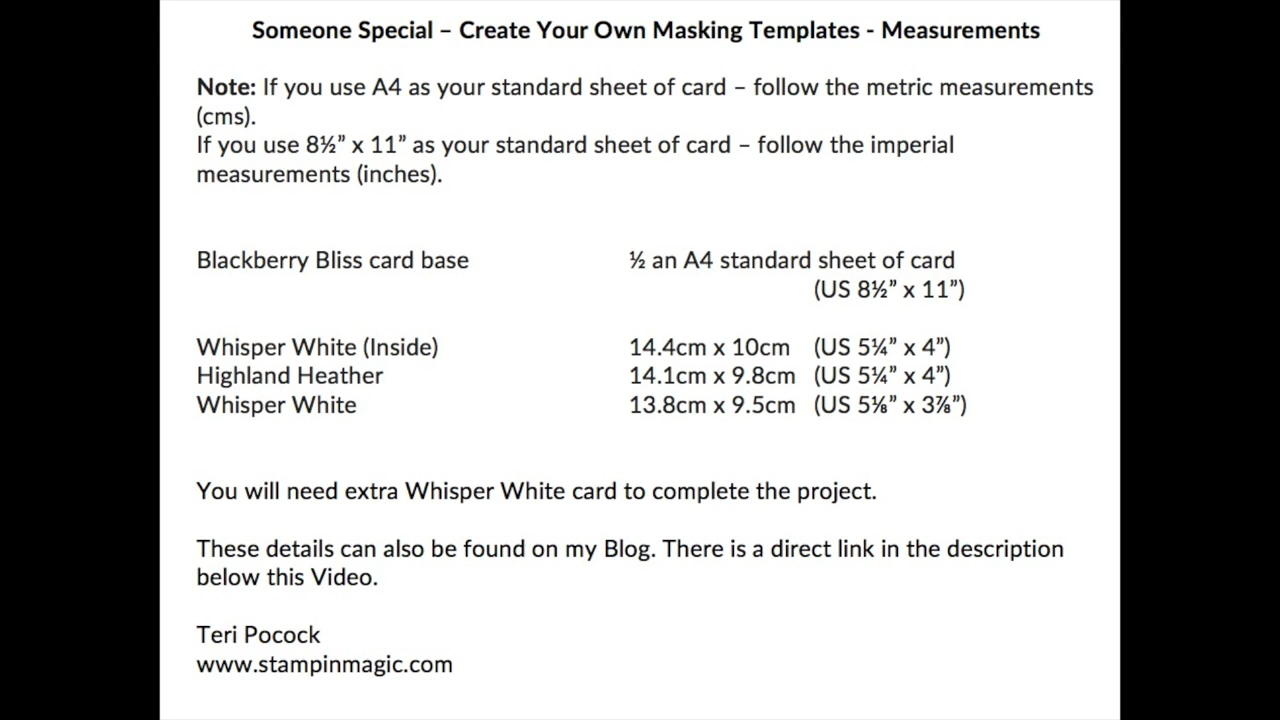 Someone Special – Create Your Own Masking Templates - Measurements
Note: If you use A4 as your standard sheet of card – follow the metric measurements
(cms).
If you use 8½” x 11” as your standard sheet of card – follow the imperial
measurements (inches).
Blackberry Bliss card base ½ an A4 standard sheet of card
(US 8½” x 11”)
Whisper White (Inside) 14.4cm x 10cm (US 5¼” x 4”)
Highland Heather 14.1cm x 9.8cm (US 5¼” x 4”)
Whisper White 13.8cm x 9.5cm (US 5⅛” x 3⅞”)
You will need extra Whisper White card to complete the project.
These details can also be found on my Blog. There is a direct link in the description
below this Video.
Teri Pocock
www.stampinmagic.com